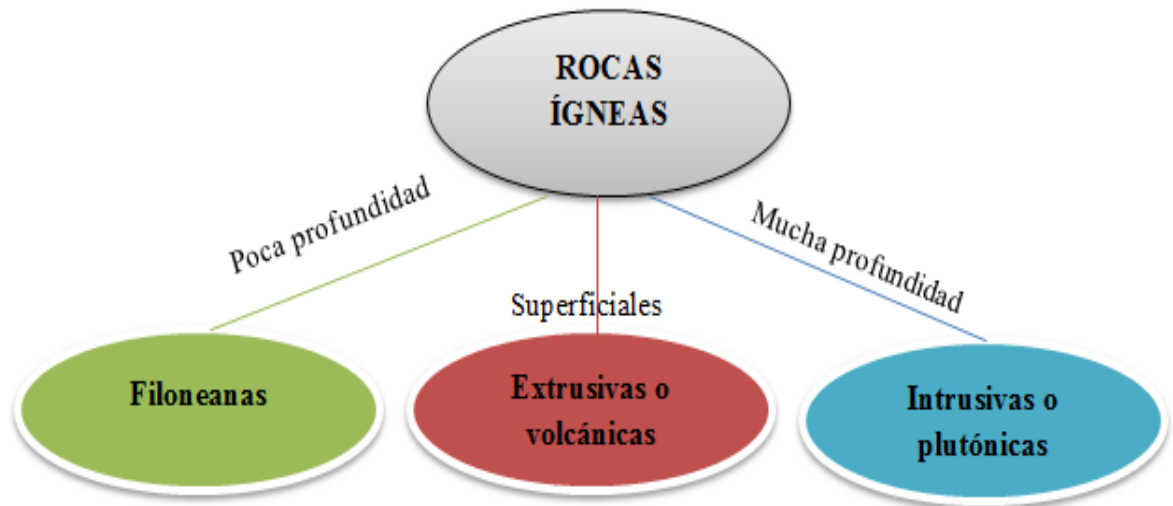 ROCAS
ÍGNEAS
Poca profundidad
Superficiales
Mucha profundidad
Filoneanas
Extrusivas o
volcánicas
Intrusivas o
plutónicas